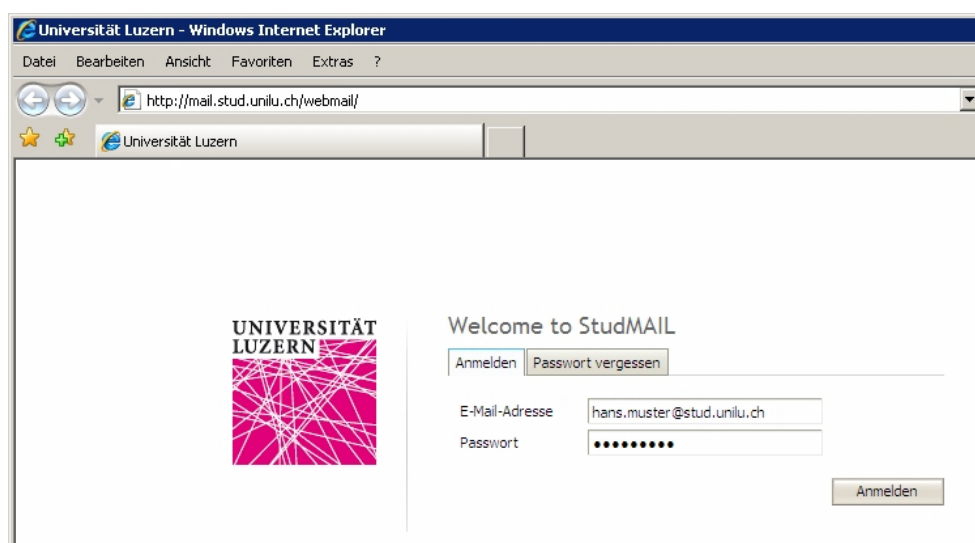 Universität Luzern - Windows Internet Explorer
Datei Bearbeiten Ansicht Favoriten Extras ?
http://mail.stud.unilu.ch/webmail/
Universität Luzern
UNIVERSITÄT
LUZERN
Welcome to StudMAIL
Anmelden Passwort vergessen
E-Mail-Adresse hans.muster@stud.unilu.ch
Passwort •••••••••
Anmelden